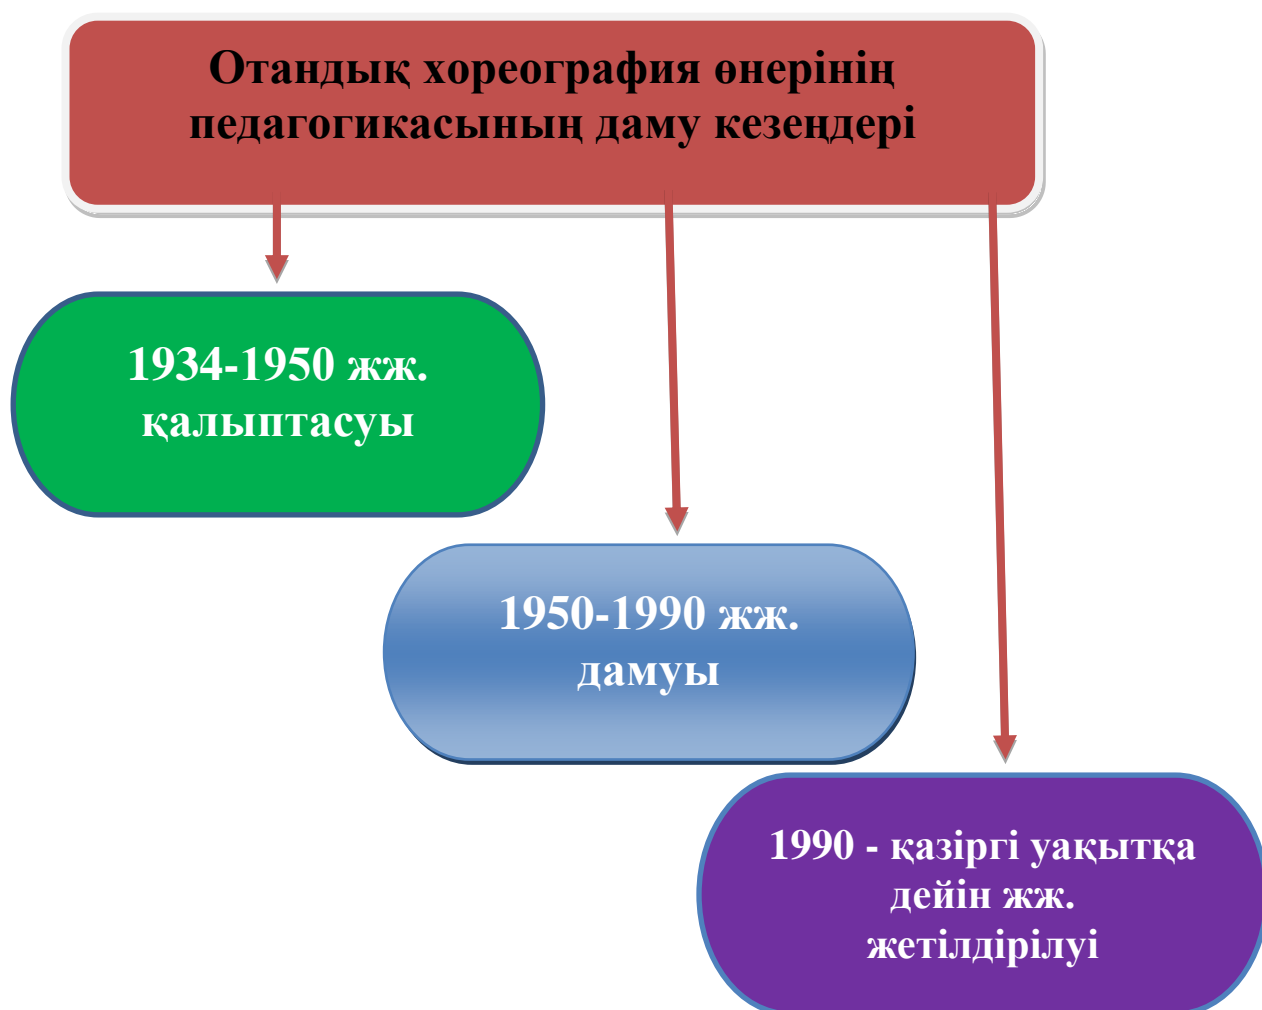 Отандық хореография өнерінің
педагогикасының даму кезеңдері
1934-1950 жж.
қалыптасуы
1950-1990 жж.
дамуы
1990 - қазіргі уақытқа
дейін жж.
жетілдірілуі